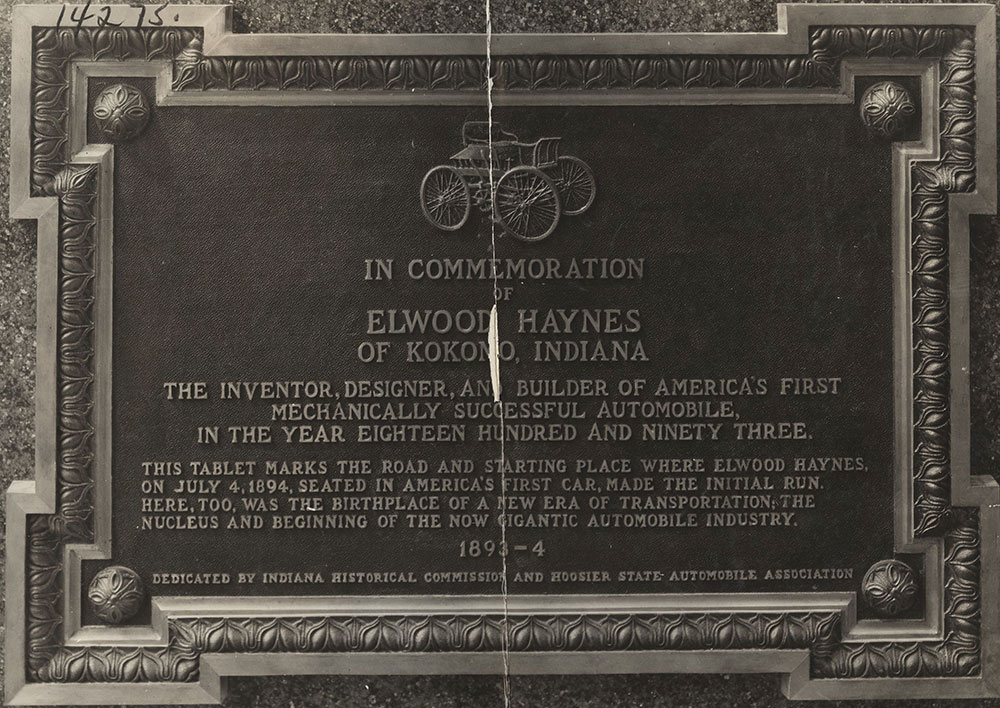 14275.
IN COMMEMORATION
OF
ELWOOD HAYNES
OF KOKOMO, INDIANA
THE INVENTOR, DESIGNER, AND BUILDER OF AMERICA'S FIRST
MECHANICALLY SUCCESSFUL AUTOMOBILE,
IN THE YEAR EIGHTEEN HUNDRED AND NINETY THREE.
THIS TABLET MARKS THE ROAD AND STARTING PLACE WHERE ELWOOD HAYNES,
ON JULY 4, 1894, SEATED IN AMERICA'S FIRST CAR, MADE THE INITIAL RUN.
HERE, TOO, WAS THE BIRTHPLACE OF A NEW ERA OF TRANSPORTATION; THE
NUCLEUS AND BEGINNING OF THE NOW GIGANTIC AUTOMOBILE INDUSTRY.
1893-4
DEDICATED BY INDIANA HISTORICAL COMMISSION AND HOOSIER STATE AUTOMOBILE ASSOCIATION